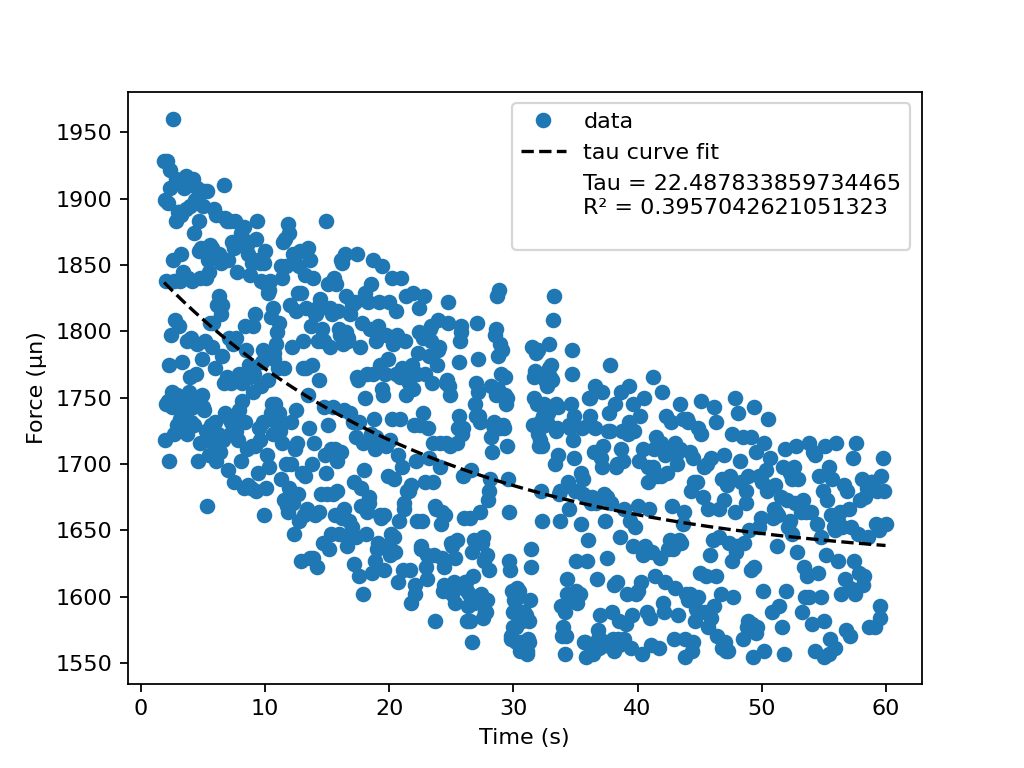 data
tau curve fit
Tau = 22.487833859734465
R² = 0.3957042621051323
1950
1900
1850
1800
1750
1700
1650
1600
1550
Force (μn)
0 10 20 30 40 50 60
Time (s)